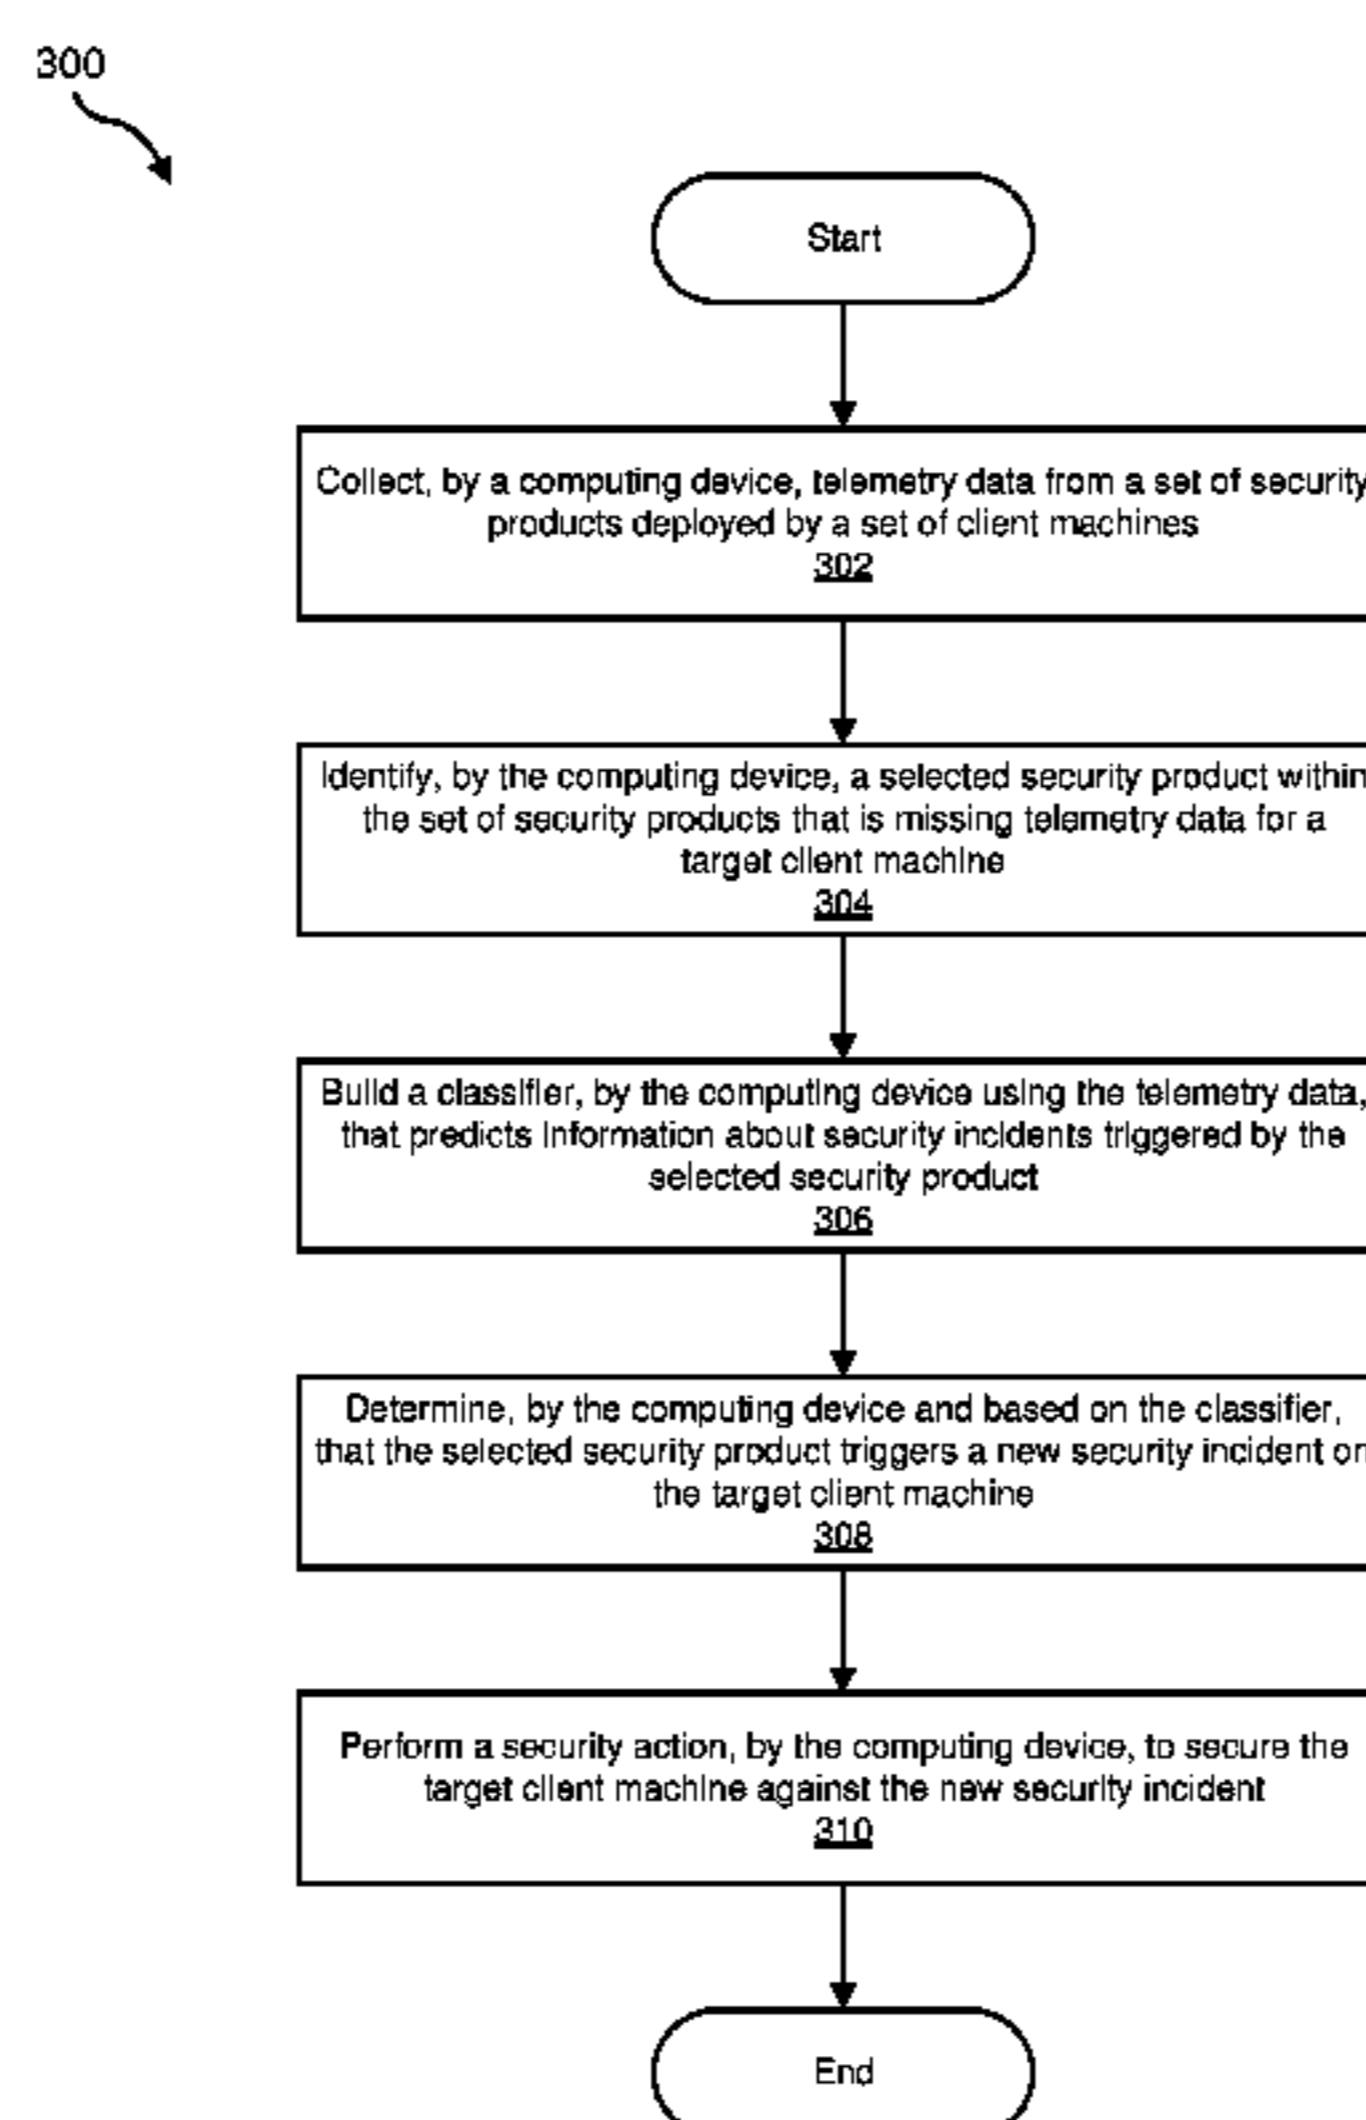 300
Start
Collect, by a computing device, telemetry data from a set of security
products deployed by a set of client machines
302
Identify, by the computing device, a selected security product within
the set of security products that is missing telemetry data for a
target client machine
304
Build a classifier, by the computing device using the telemetry data,
that predicts information about security incidents triggered by the
selected security product
306
Determine, by the computing device and based on the classifier,
that the selected security product triggers a new security incident on
the target client machine
308
Perform a security action, by the computing device, to secure the
target client machine against the new security incident
310
End